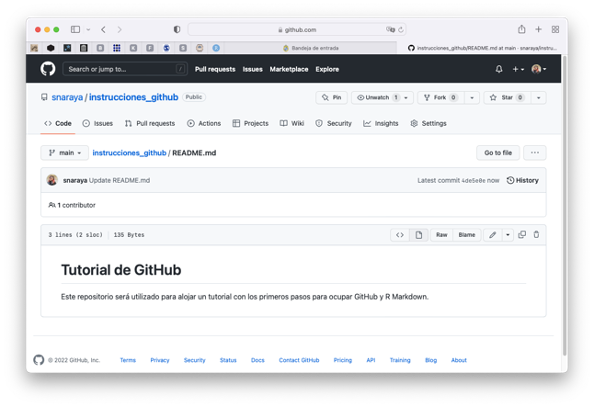 github.com
Bandeja de entrada
instrucciones_github/README.md at main · snaraya/instru...
Search or jump to...
/
Pull requests Issues Marketplace Explore
snaraya / instrucciones_github Public
Pin Unwatch 1 Fork 0 Star 0
Code Issues Pull requests Actions Projects Wiki Security Insights Settings
main instrucciones_github / README.md Go to file ...
snaraya Update README.md Latest commit 4de5e0e now History
1 contributor
3 lines (2 sloc) 135 Bytes Raw Blame
Tutorial de GitHub
Este repositorio será utilizado para alojar un tutorial con los primeros pasos para ocupar GitHub y R Markdown.
© 2022 GitHub, Inc. Terms Privacy Security Status Docs Contact GitHub Pricing API Training Blog About